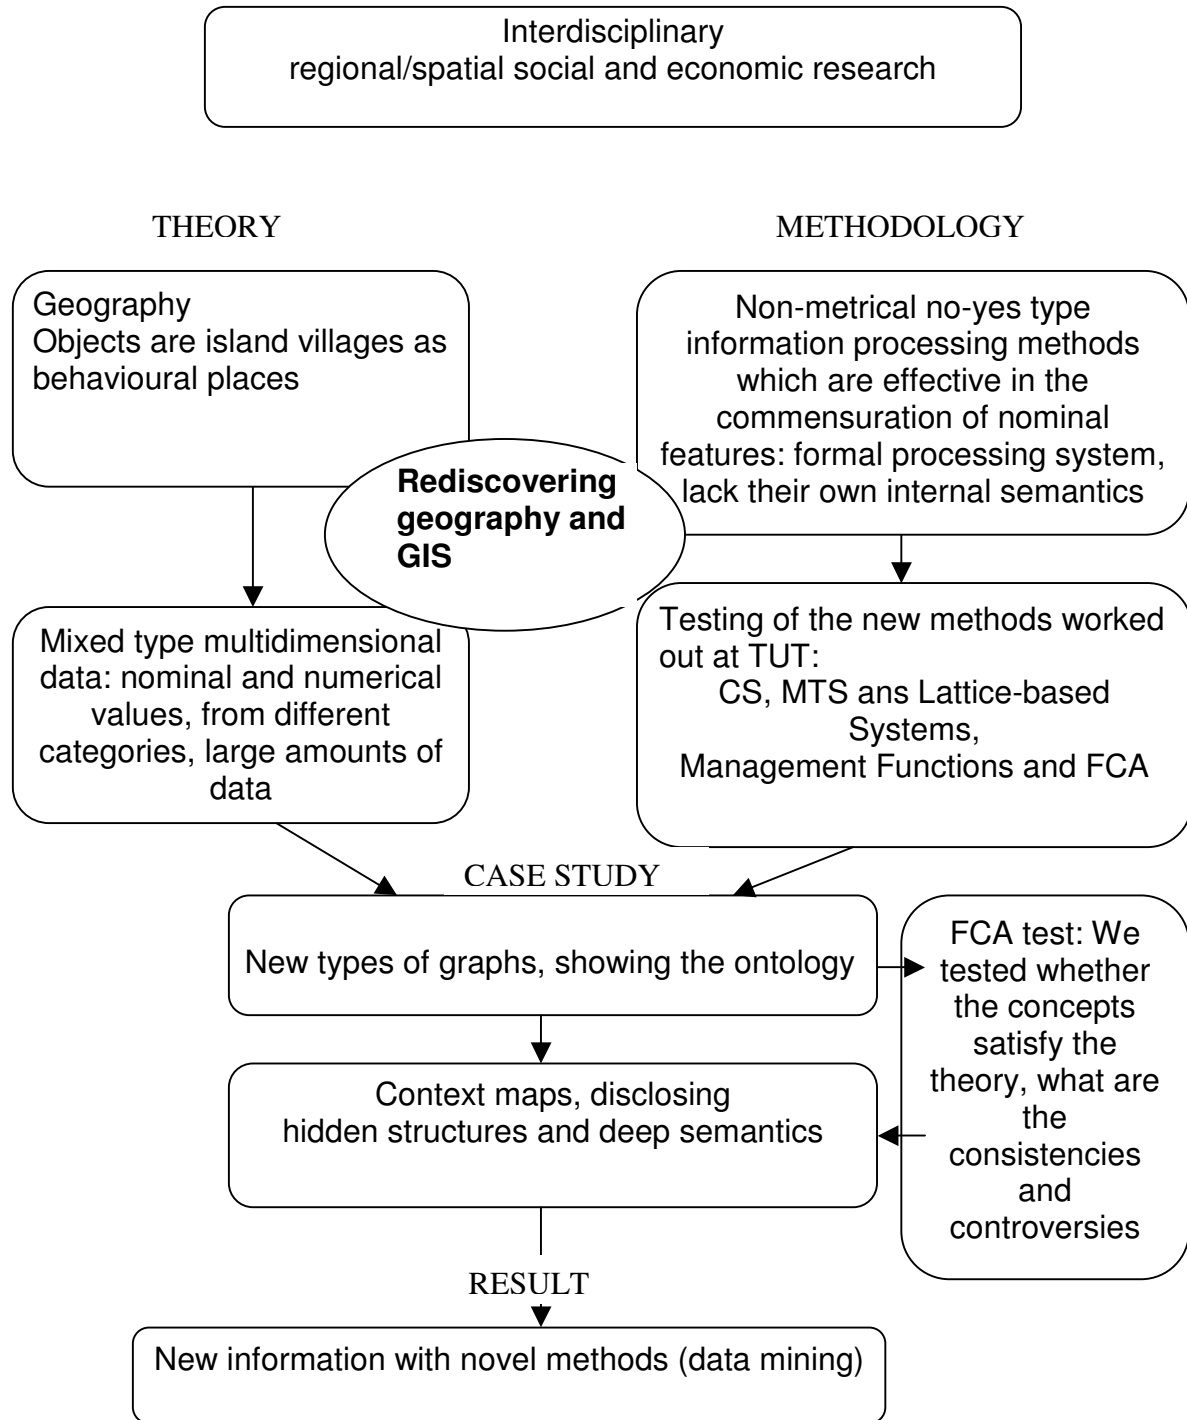 Interdisciplinary
regional/spatial social and economic research
THEORY
METHODOLOGY
Geography
Objects are island villages as
behavioural places
Non-metrical no-yes type
information processing methods
which are effective in the
commensuration of nominal
features: formal processing system,
lack their own internal semantics
Rediscovering
geography and
GIS
Mixed type multidimensional
data: nominal and numerical
values, from different
categories, large amounts of
data
Testing of the new methods worked
out at TUT:
CS, MTS ans Lattice-based
Systems,
Management Functions and FCA
CASE STUDY
New types of graphs, showing the ontology
FCA test: We
tested whether
the concepts
satisfy the
theory, what are
the
consistencies
and
controversies
Context maps, disclosing
hidden structures and deep semantics
RESULT
New information with novel methods (data mining)